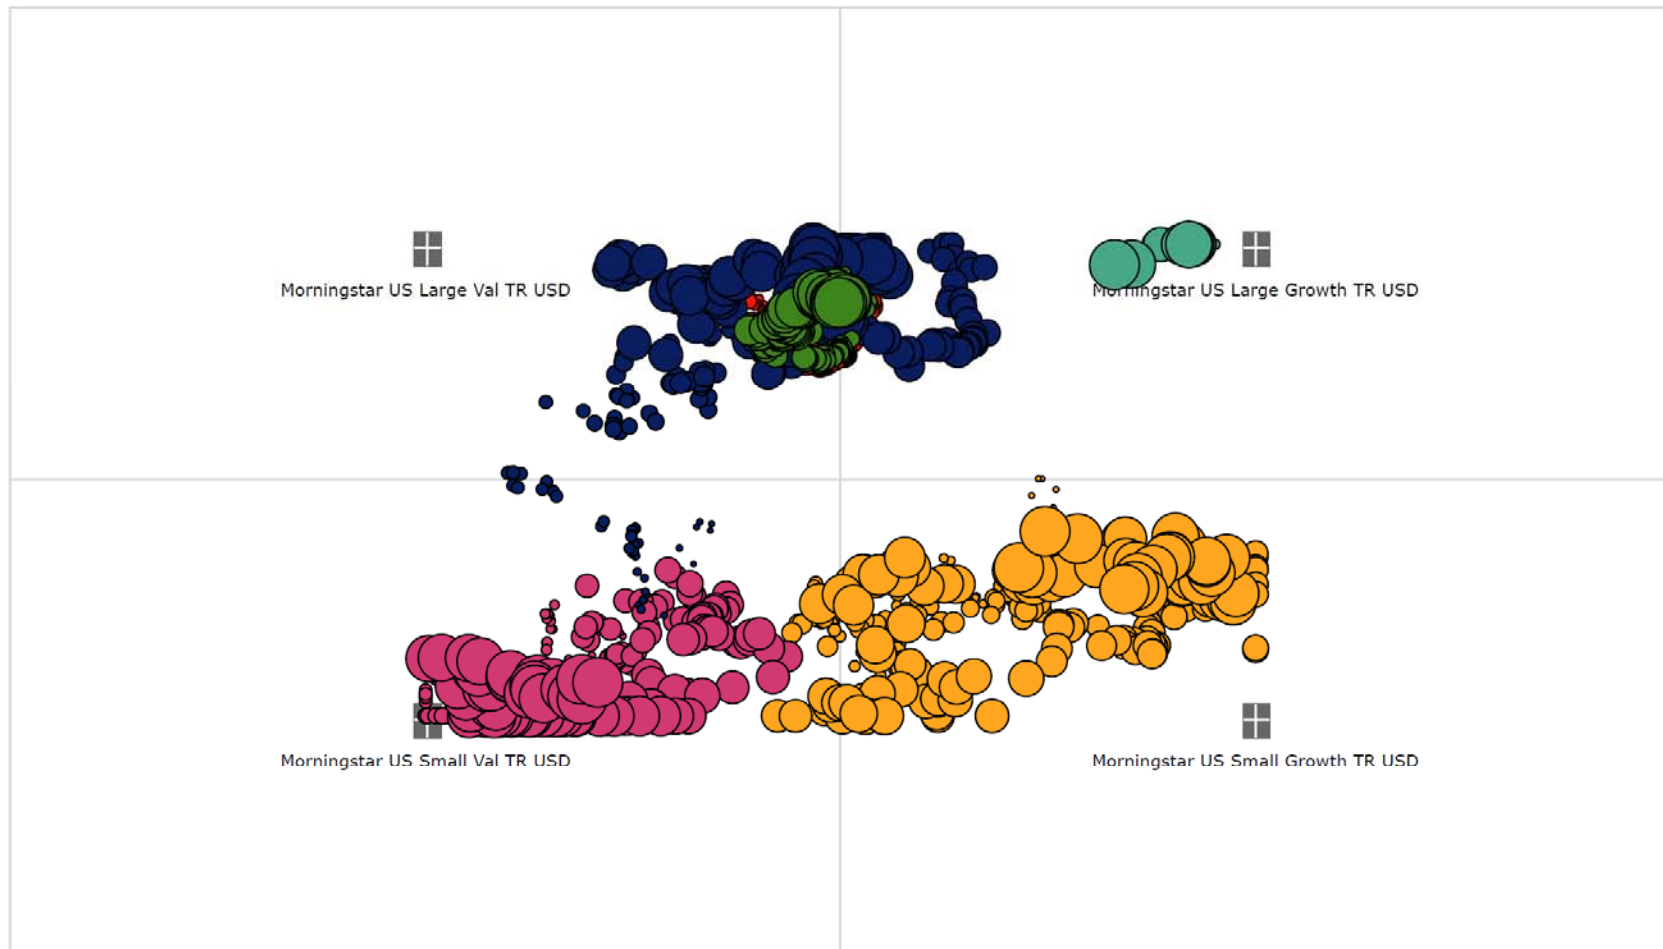 Morningstar US Large Val TR USD
Morningstar US Large Growth TR USD
Morningstar US Small Val TR USD
Morningstar US Small Growth TR USD